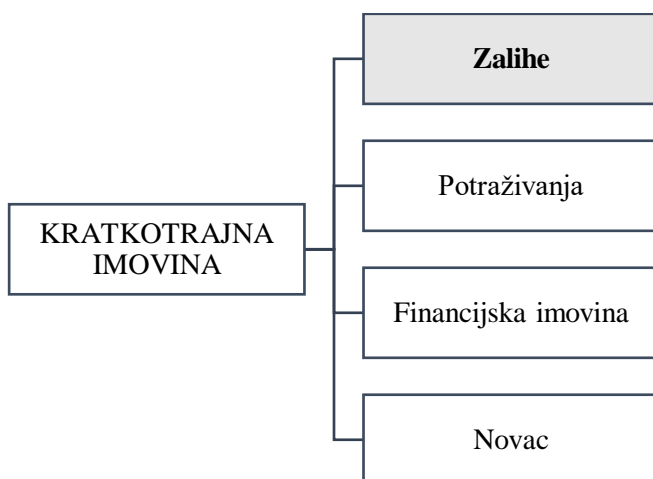 Zalihe
Potraživanja
KRATKOTRAJNA
IMOVINA
Financijska imovina
Novac